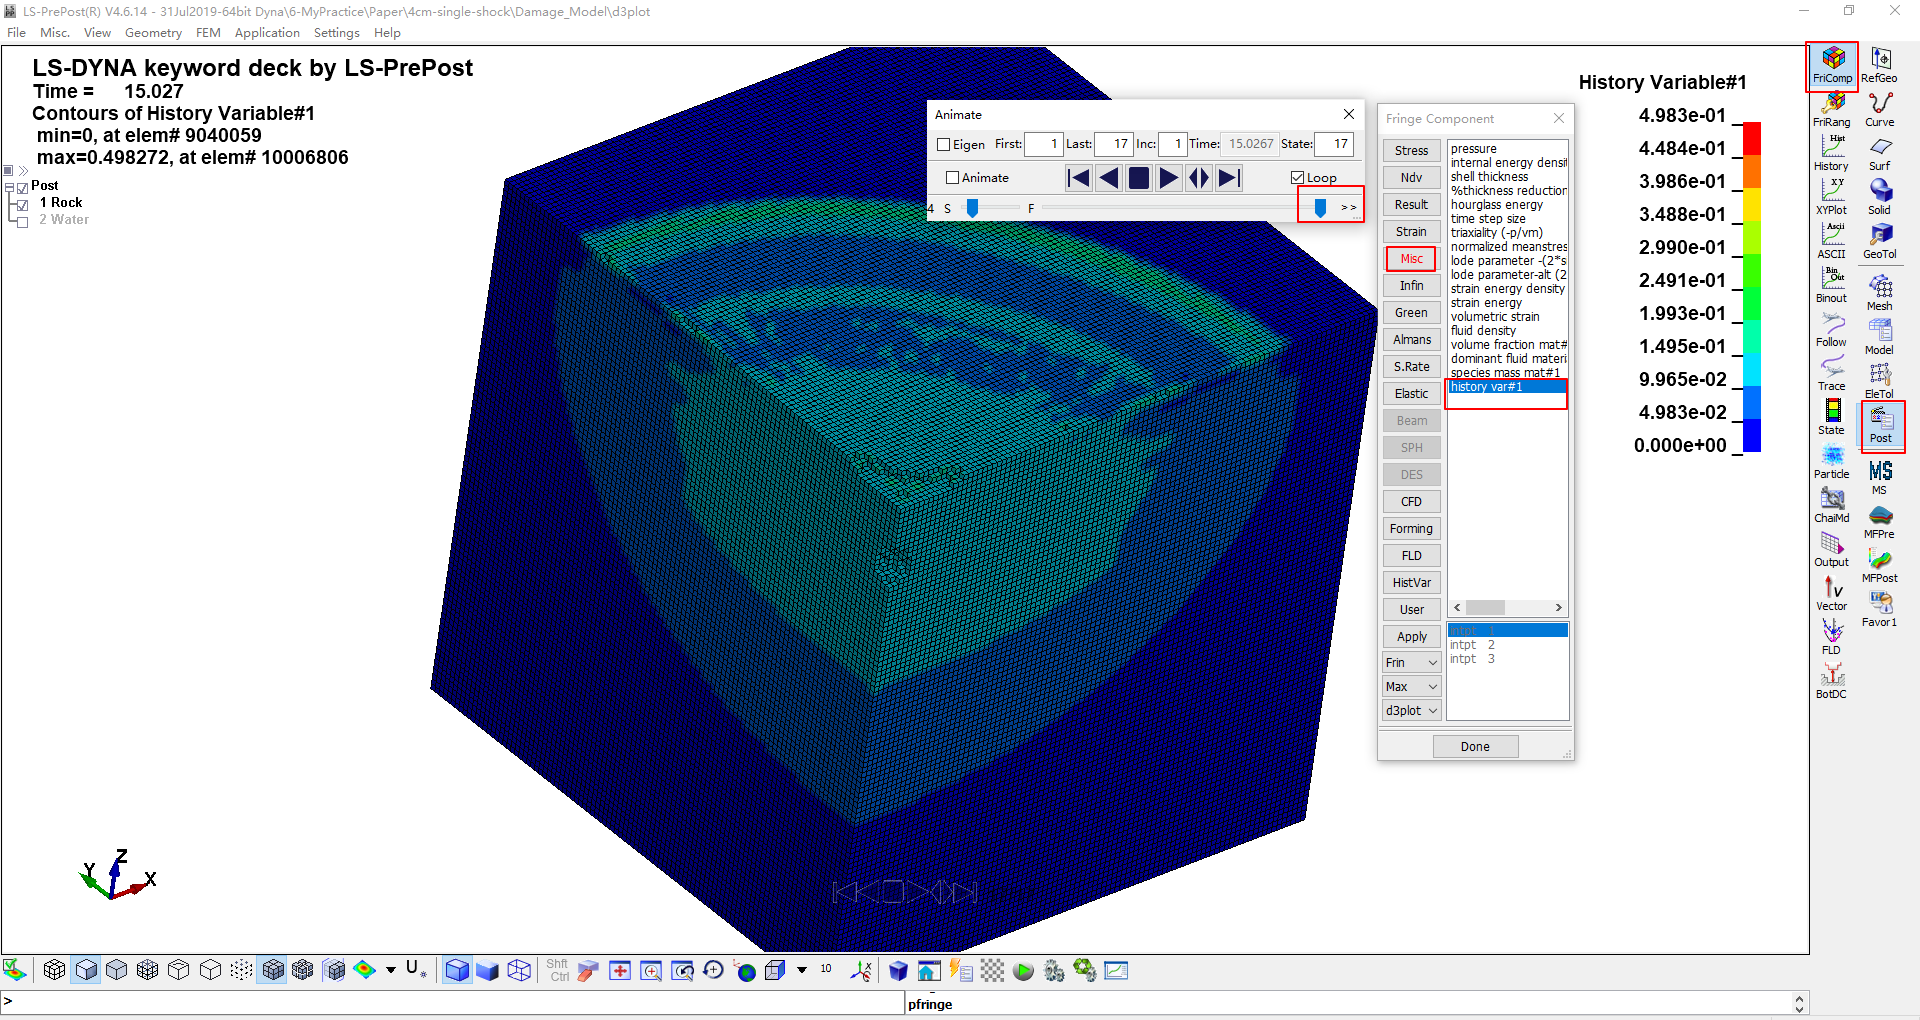 LS-PrePost(R) V4.6.14 - 31Jul2019-64bit Dyna\6-MyPractice\Paper\4cm-single-shock\Damage_Model\d3plot
File Misc. View Geometry FEM Application Settings Help
LS-DYNA keyword deck by LS-PrePost
Time = 15.027
Contours of History Variable#1
min=0, at elem# 9040059
max=0.498272, at elem# 10006806
Post
1 Rock
2 Water
Animate
Eigen First: 1 Last: 17 Inc: 1 Time: 15.0267 State: 17
Animate Loop
4 S F >>
Fringe Component
Stress
Ndv
Result
Strain
Misc
Infin
Green
Almans
S.Rate
Elastic
Beam
SPH
DES
CFD
Forming
FLD
HistVar
User
Apply
Frin
Max
d3plot
pressure
internal energy densit
shell thickness
%thickness reduction
hourglass energy
time step size
triaxiality (-p/vm)
normalized meanstres
lode parameter -(2*s
lode parameter-alt (2
strain energy density
strain energy
volumetric strain
fluid density
volume fraction mat#
dominant fluid materi
species mass mat#1
history var#1
intpt 1
intpt 2
intpt 3
Done
History Variable#1
4.983e-01
4.484e-01
3.986e-01
3.488e-01
2.990e-01
2.491e-01
1.993e-01
1.495e-01
9.965e-02
4.983e-02
0.000e+00
FriComp
FriRang
Hist
History
X Y
XYPlot
Ascii
ASCII
Bin
Out
Binout
Follow
Trace
State
Particle
ChaiMd
Output
V
Vector
FLD
BotDC
RefGeo
Curve
Surf
Solid
GeoTol
Mesh
Model
EleTol
Post
MS
MS
MFPre
MFPost
Favor1
Z
Y
X
U
Shft
Ctrl
10
>
pfringe